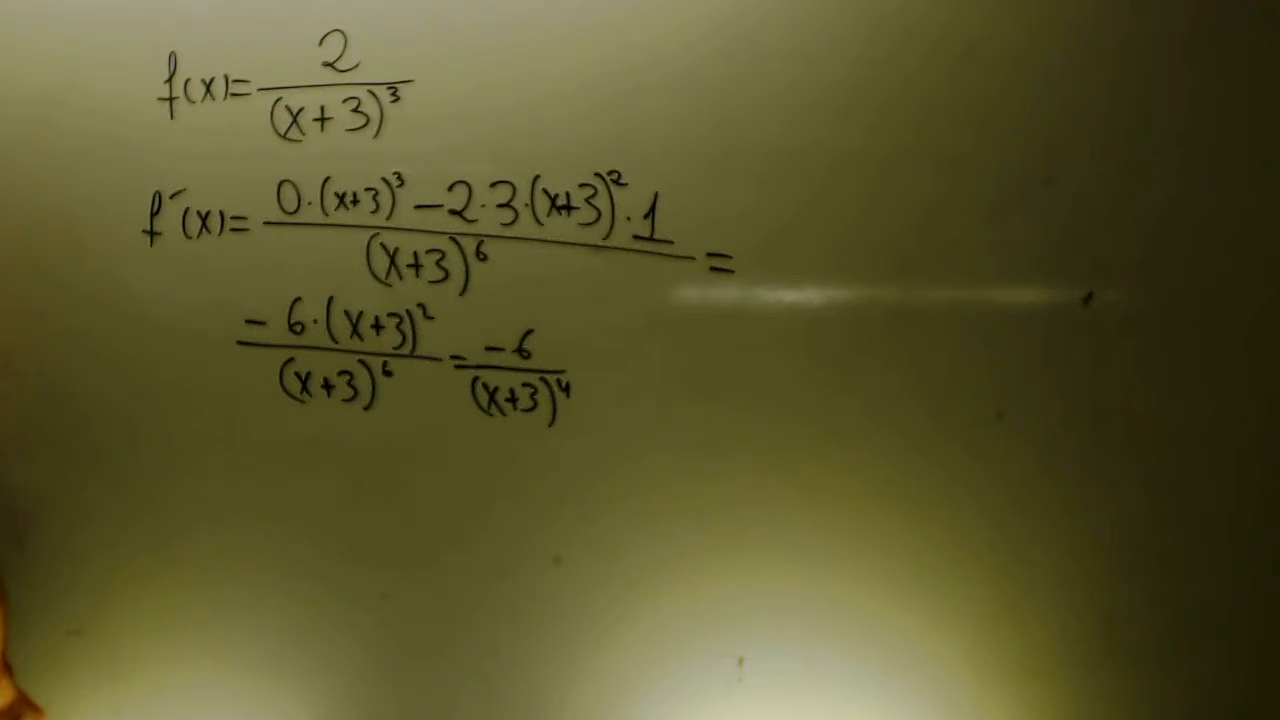 f(x)= 2/(x+3)³
f´(x)= (0·(x+3)³ -2·3·(x+3)²·1)/(x+3)⁶ =
(-6·(x+3)²)/(x+3)⁶ = -6/(x+3)⁴